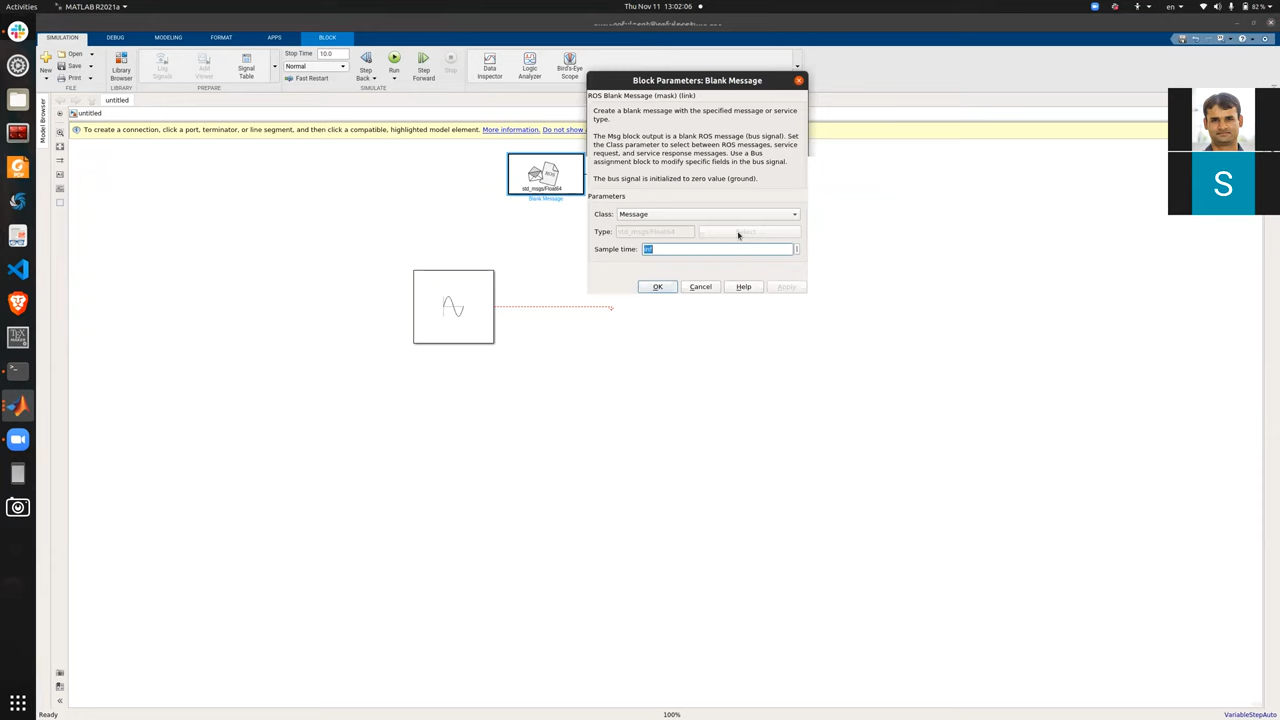 Activities
MATLAB R2021a
Thu Nov 11 13:02:06
en
82 %
SIMULATION
DEBUG
MODELING
FORMAT
APPS
BLOCK
New
Open
Save
Print
FILE
Library
Browser
LIBRARY
Log
Signals
Add
Viewer
Signal
Table
PREPARE
Stop Time
10.0
Normal
Fast Restart
Step
Back
Run
Step
Forward
Stop
SIMULATE
Data
Inspector
Logic
Analyzer
Bird's-Eye
Scope
Model Browser
untitled
untitled
To create a connection, click a port, terminator, or line segment, and then click a compatible, highlighted model element. More information. Do not show
std_msgs/Float64
Blank Message
Block Parameters: Blank Message
ROS Blank Message (mask) (link)
Create a blank message with the specified message or service
type.
The Msg block output is a blank ROS message (bus signal). Set
the Class parameter to select between ROS messages, service
request, and service response messages. Use a Bus
assignment block to modify specific fields in the bus signal.
The bus signal is initialized to zero value (ground).
Parameters
Class: Message
Type: std_msgs/Float64 Select
Sample time: inf
OK
Cancel
Help
Apply
S
TEX
MAKER
Ready
100%
VariableStepAuto